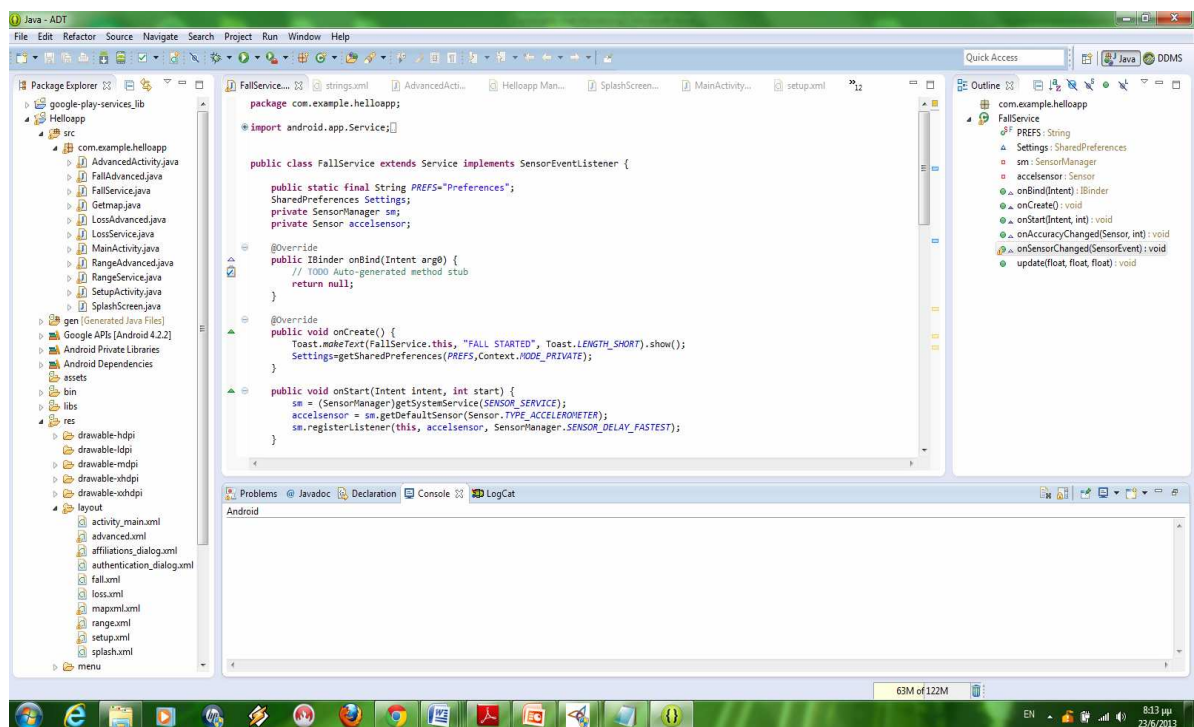 Java - ADT
File Edit Refactor Source Navigate Search Project Run Window Help
Quick Access
Java
DDMS
Package Explorer
google-play-services_lib
Helloapp
src
com.example.helloapp
AdvancedActivity.java
FallAdvanced.java
FallService.java
Getmap.java
LossAdvanced.java
LossService.java
MainActivity.java
RangeAdvanced.java
RangeService.java
SetupActivity.java
SplashScreen.java
gen [Generated Java Files]
Google APIs [Android 4.2.2]
Android Private Libraries
Android Dependencies
assets
bin
libs
res
drawable-hdpi
drawable-ldpi
drawable-mdpi
drawable-xhdpi
drawable-xxhdpi
layout
activity_main.xml
advanced.xml
affiliations_dialog.xml
authentication_dialog.xml
fall.xml
loss.xml
mapxml.xml
range.xml
setup.xml
splash.xml
menu
FallService.... strings.xml AdvancedActi... Helloapp Man... SplashScreen.... MainActivity... setup.xml »12
package com.example.helloapp;
import android.app.Service;
public class FallService extends Service implements SensorEventListener {
public static final String PREFS="Preferences";
SharedPreferences Settings;
private SensorManager sm;
private Sensor accelsensor;
@Override
public IBinder onBind(Intent arg0) {
// TODO Auto-generated method stub
return null;
}
@Override
public void onCreate() {
Toast.makeText(FallService.this, "FALL STARTED", Toast.LENGTH_SHORT).show();
Settings=getSharedPreferences(PREFS,Context.MODE_PRIVATE);
}
public void onStart(Intent intent, int start) {
sm = (SensorManager)getSystemService(SENSOR_SERVICE);
accelsensor = sm.getDefaultSensor(Sensor.TYPE_ACCELEROMETER);
sm.registerListener(this, accelsensor, SensorManager.SENSOR_DELAY_FASTEST);
}
Outline
com.example.helloapp
FallService
PREFS : String
Settings : SharedPreferences
sm : SensorManager
accelsensor : Sensor
onBind(Intent) : IBinder
onCreate() : void
onStart(Intent, int) : void
onAccuracyChanged(Sensor, int) : void
onSensorChanged(SensorEvent) : void
update(float, float, float) : void
Problems @ Javadoc Declaration Console LogCat
Android
63M of 122M
EN
8:13 μμ
23/6/2013